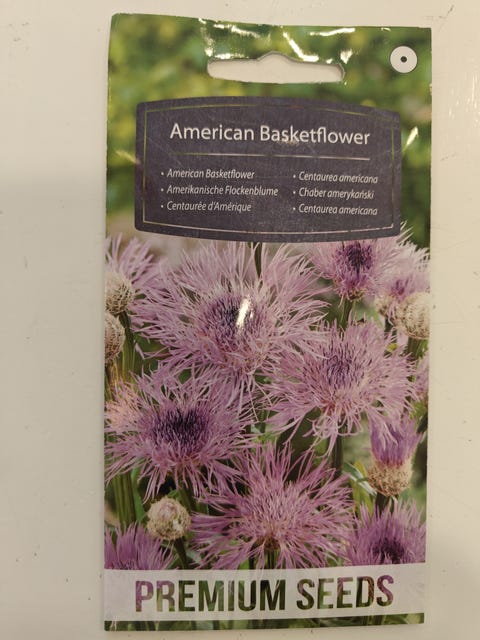 American Basketflower
• American Basketflower
• Amerikanische Flockenblume
• Centaurée d'Amérique
• Centaurea americana
• Chaber amerykański
• Centaurea americana
PREMIUM SEEDS